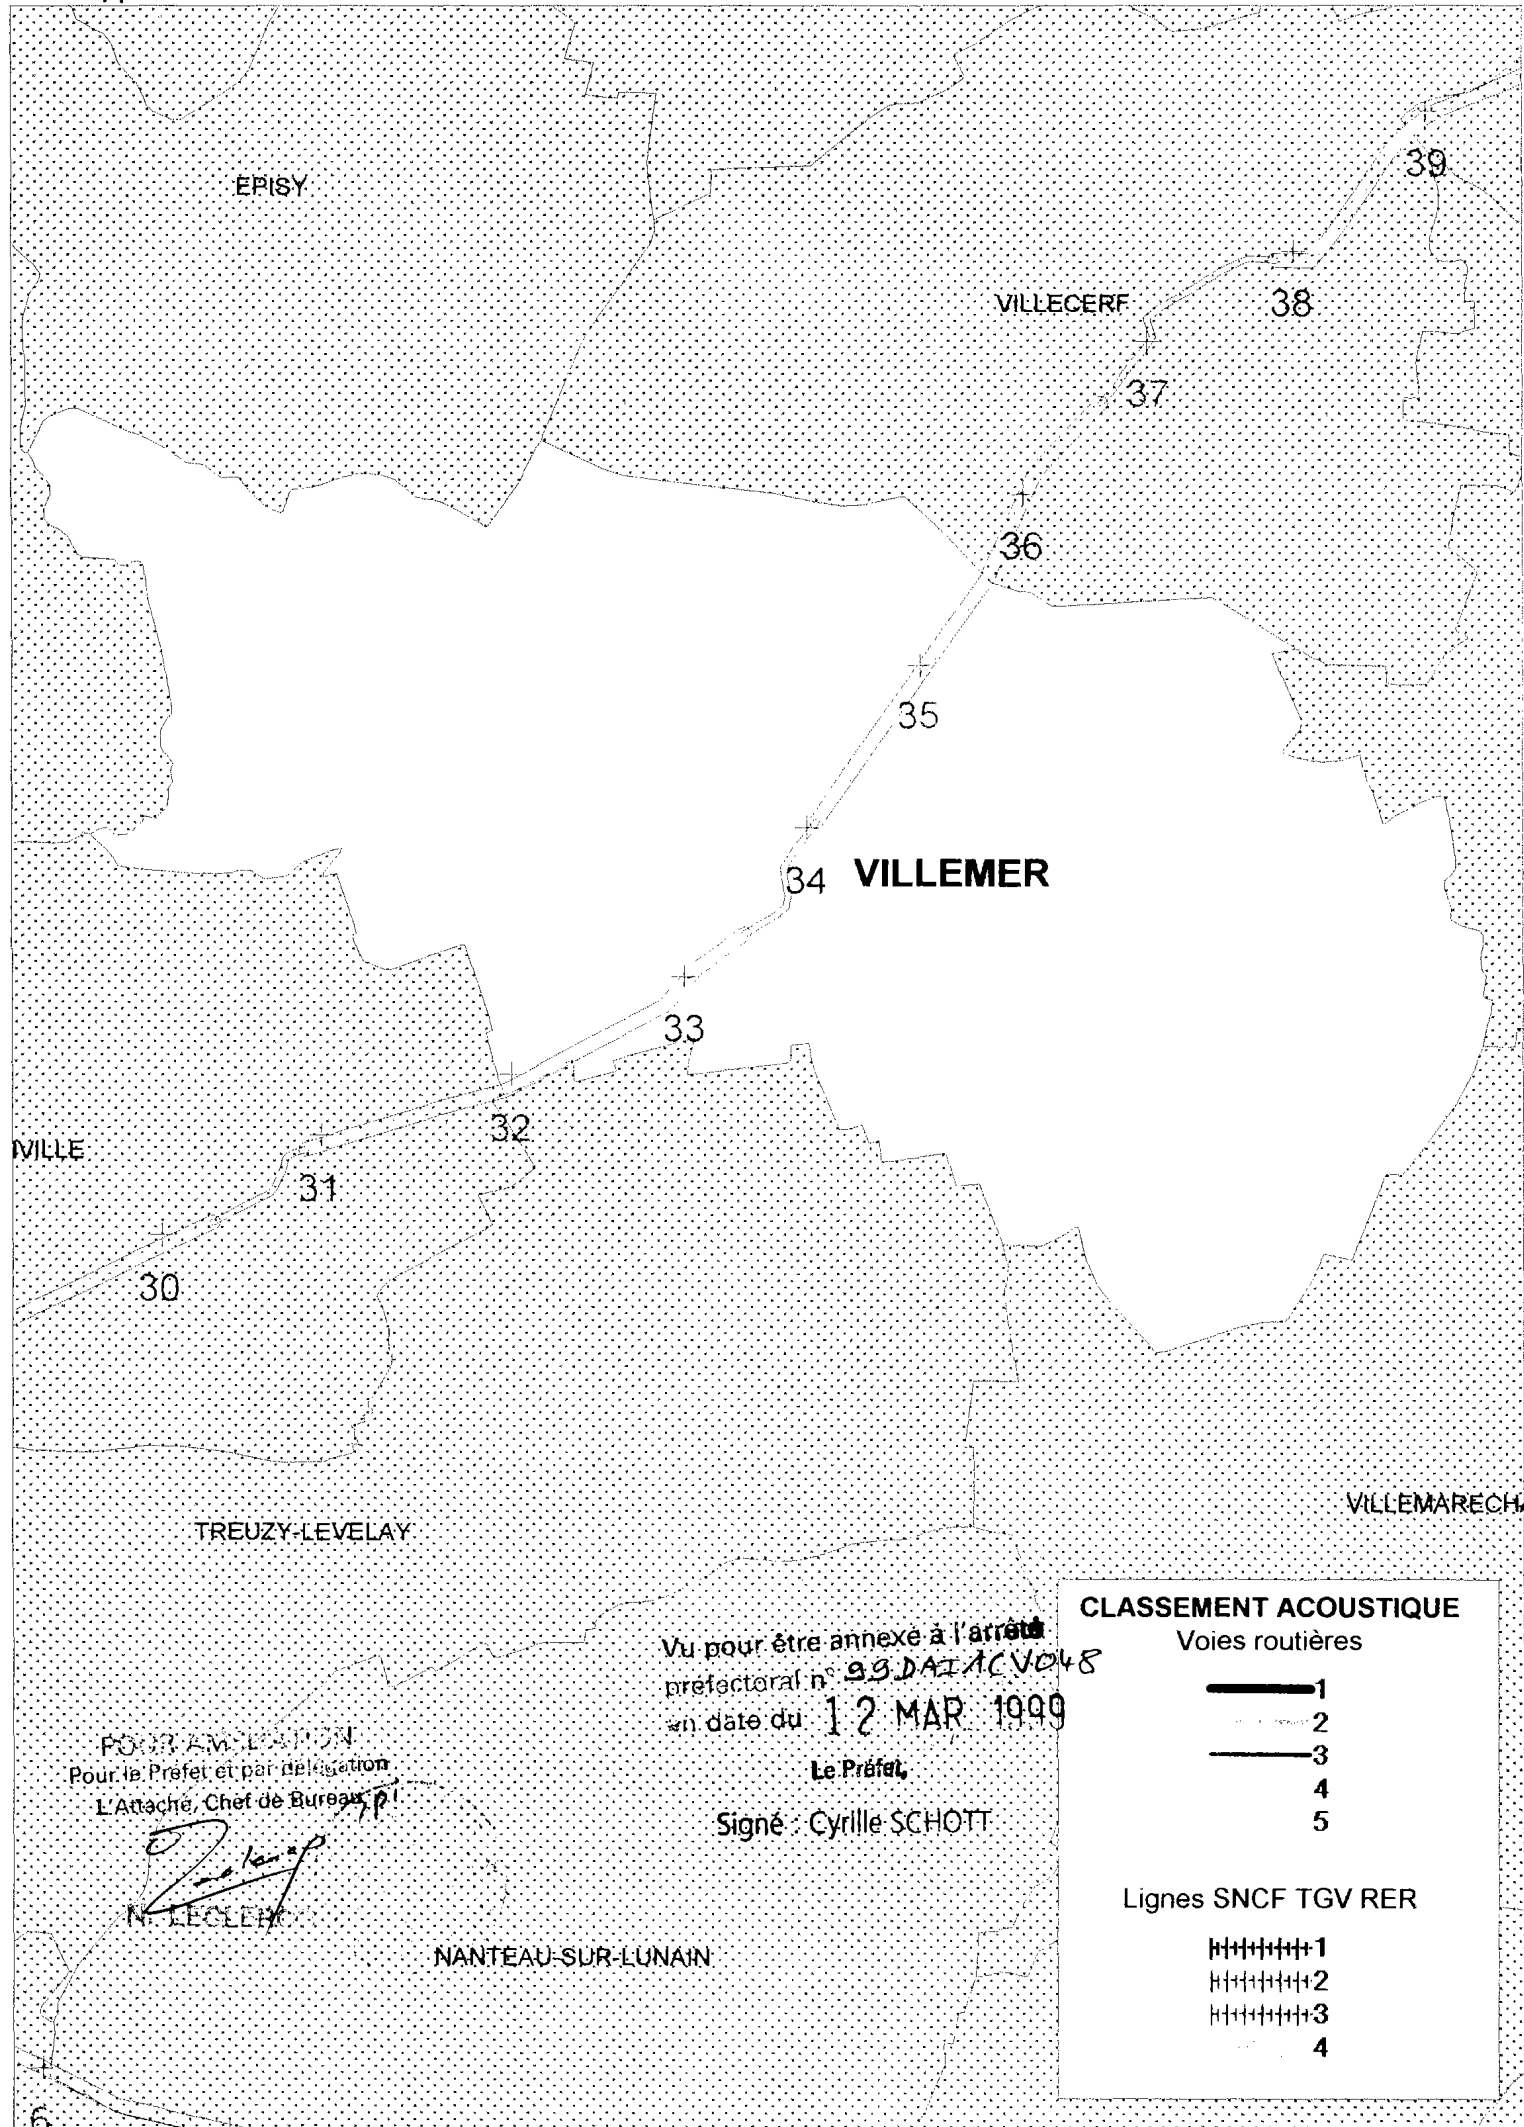 39
EPISY
38
VILLECERF
37
36
35
34 VILLEMER
33
32
IVILLE
31
30
VILLEMARECH
TREUZY-LEVELAY
CLASSEMENT ACOUSTIQUE
Voies routières
1
2
3
4
5
Lignes SNCF TGV RER
1
2
3
4
Vu pour être annexé à l'arrêté
préfectoral n° 99DAI1CV048
en date du 12 MAR 1999
Le Préfet,
Signé : Cyrille SCHOTT
POUR AMPLIATION
Pour le Préfet et par délégation
L'Attaché, Chef de Bureau
N. LECLERC
NANTEAU-SUR-LUNAIN
6